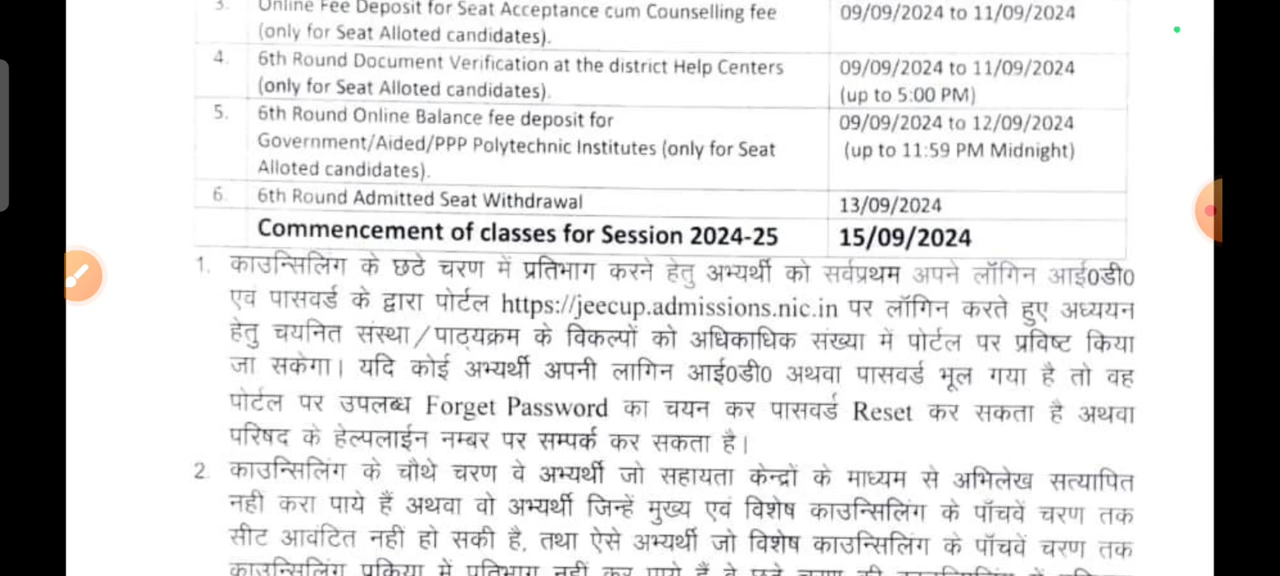 3. Online Fee Deposit for Seat Acceptance cum Counselling fee 09/09/2024 to 11/09/2024
(only for Seat Alloted candidates).
4. 6th Round Document Verification at the district Help Centers 09/09/2024 to 11/09/2024
(only for Seat Alloted candidates). (up to 5:00 PM)
5. 6th Round Online Balance fee deposit for 09/09/2024 to 12/09/2024
Government/Aided/PPP Polytechnic Institutes (only for Seat (up to 11:59 PM Midnight)
Alloted candidates).
6. 6th Round Admitted Seat Withdrawal 13/09/2024
Commencement of classes for Session 2024-25 15/09/2024
1. काउन्सिलिंग के छठे चरण में प्रतिभाग करने हेतु अभ्यर्थी को सर्वप्रथम अपने लॉगिन आई0डी0
एवं पासवर्ड के द्वारा पोर्टल https://jeecup.admissions.nic.in पर लॉगिन करते हुए अध्ययन
हेतु चयनित संस्था/पाठ्यक्रम के विकल्पों को अधिकाधिक संख्या में पोर्टल पर प्रविष्ट किया
जा सकेगा। यदि कोई अभ्यर्थी अपनी लागिन आई0डी0 अथवा पासवर्ड भूल गया है तो वह
पोर्टल पर उपलब्ध Forget Password का चयन कर पासवर्ड Reset कर सकता है अथवा
परिषद के हेल्पलाईन नम्बर पर सम्पर्क कर सकता है।
2. काउन्सिलिंग के चौथे चरण वे अभ्यर्थी जो सहायता केन्द्रों के माध्यम से अभिलेख सत्यापित
नही करा पाये हैं अथवा वो अभ्यर्थी जिन्हें मुख्य एवं विशेष काउन्सिलिंग के पाँचवें चरण तक
सीट आवंटित नहीं हो सकी है, तथा ऐसे अभ्यर्थी जो विशेष काउन्सिलिंग के पाँचवें चरण तक
काउन्सिलिंग प्रक्रिया में प्रतिभाग नहीं कर पाये हैं वे छठे चरण की काउन्सिलिंग में